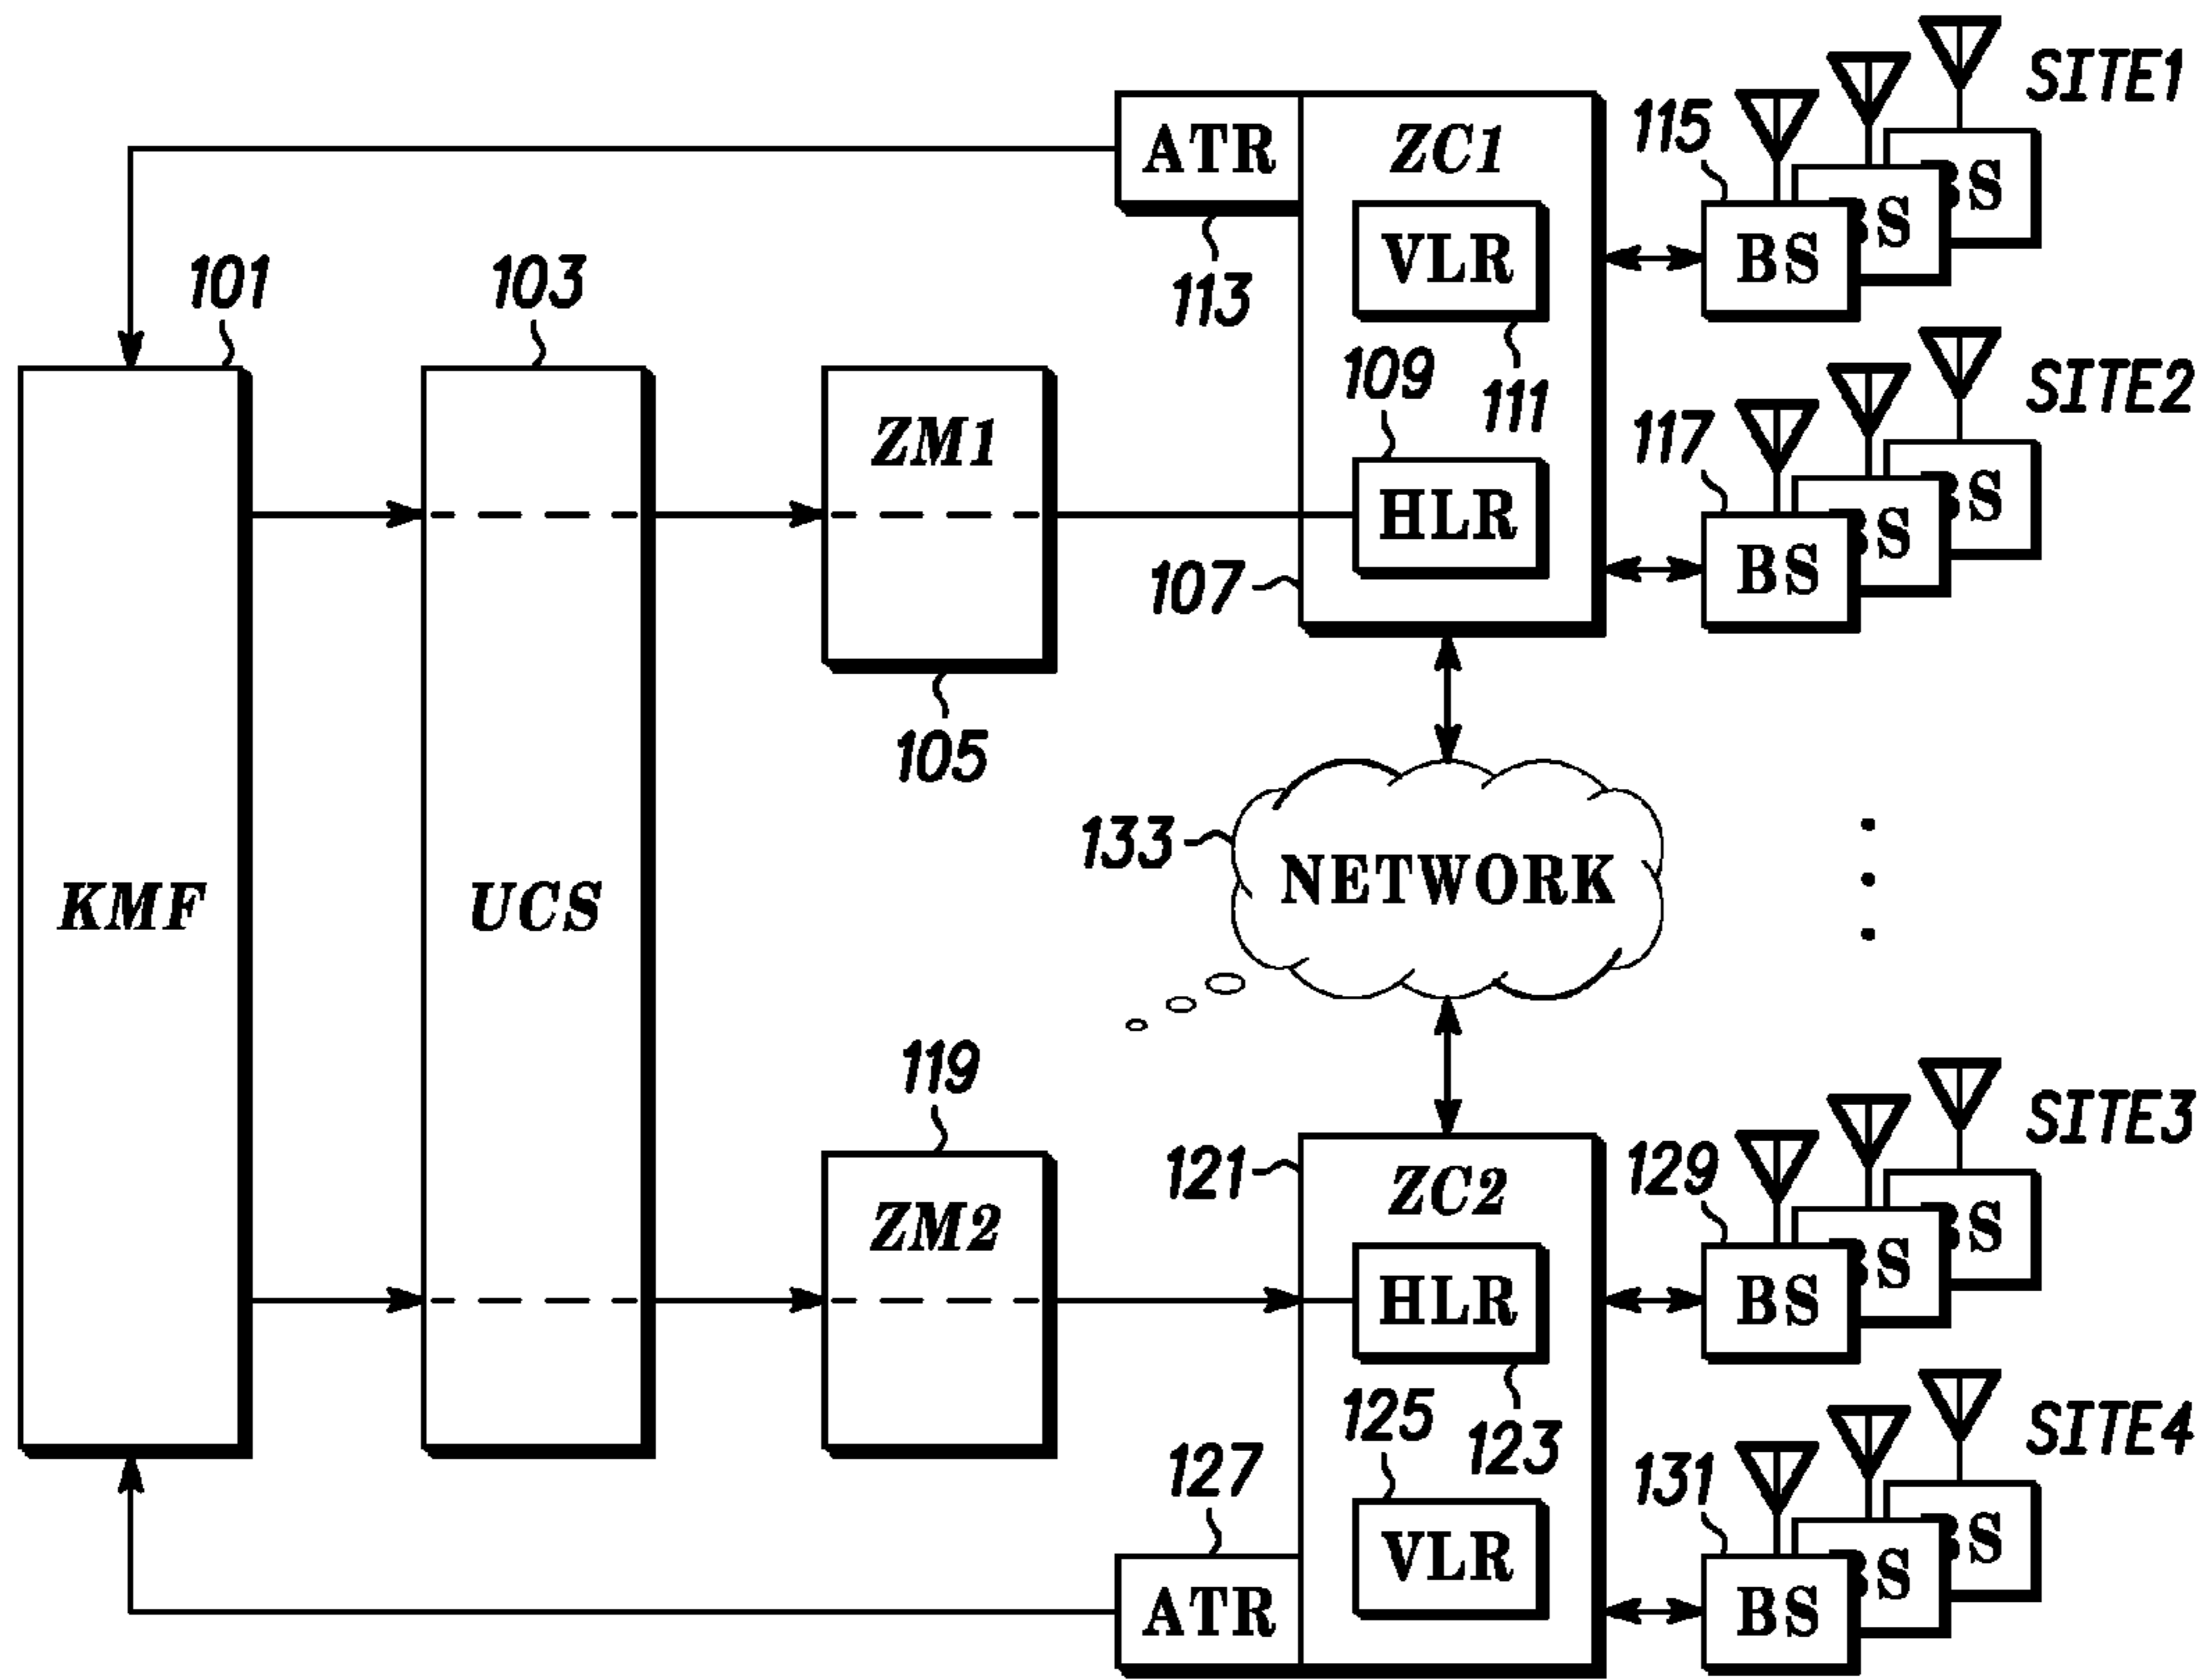 SITE1
ATR
ZC1
115
BS
BS
BS
VLR
113
101
103
109
111
SITE2
117
BS
BS
BS
ZM1
HLR
107
105
133
NETWORK
KMF
UCS
119
SITE3
121
ZC2
129
BS
BS
BS
ZM2
HLR
125
123
SITE4
127
131
BS
BS
BS
VLR
ATR